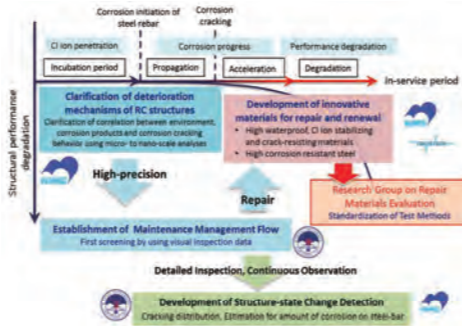 Corrosion initiation of
steel rebar
Corrosion
cracking
Cl ion penetration
Corrosion progress
Performance degradation
Incubation period
Propagation
Acceleration
Degradation
in-service period
Structural performance
degradation
Clarification of deterioration
mechanisms of RC structures
Clarification of correlation between environment,
corrosion products and corrosion cracking
behavior using micro- to nano-scale analyses
Development of innovative
materials for repair and renewal
• High waterproof, Cl ion stabilizing
and crack-resisting materials
• High corrosion resistant steel
High-precision
Repair
Research Group on Repair
Materials Evaluation
Standardization of Test Methods
Establishment of Maintenance Management Flow
First screening by using visual inspection data
Detailed Inspection, Continuous Observation
Development of Structure-state Change Detection
Cracking distribution. Estimation for amount of corrosion on steel-bar